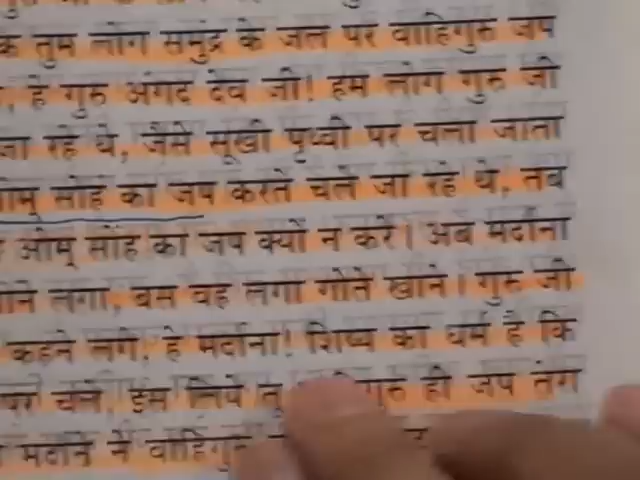 तुम लोग समुंद्र के जल पर वाहिगुरु जप
हे गुरु अंगद देव जी! हम लोग गुरु जी
जा रहे थे, जैसे सूखी पृथ्वी पर चला जाता
ओम् सोहं का जप करते चले जा रहे थे, तब
ओम् सोंह का जप क्यों न करें। अब मर्दाना
लगा, बस वह लगा गोते खाने। गुरु जी
कहने लगे, हे मर्दाना! शिष्य का धर्म है कि
पर चले, इस लिये तू ही जप तंग
मर्दाने ने